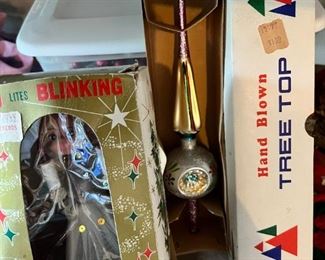 LITES BLINKING
Hand Blown
TREE TOP